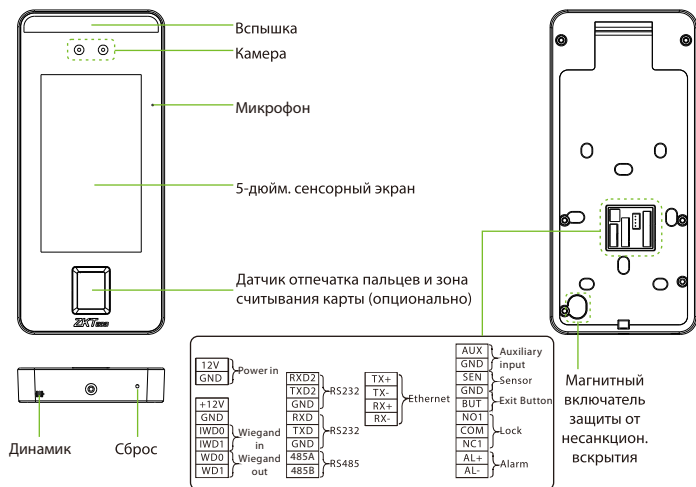 Вспышка
Камера
Микрофон
5-дюйм. сенсорный экран
Датчик отпечатка пальцев и зона
считывания карты (опционально)
ZKTeco
Динамик
Сброс
12V
GND
Power in
+12V
GND
IWD0
IWD1
Wiegand
in
WD0
WD1
Wiegand
out
RXD2
TXD2
GND
RS232
RXD
TXD
GND
RS232
485A
485B
RS485
TX+
TX-
RX+
RX-
Ethernet
AUX
GND
Auxiliary
input
SEN
Sensor
GND
BUT
Exit Button
NO1
COM
NC1
Lock
AL+
AL-
Alarm
Магнитный
включатель
защиты от
несанкцион.
вскрытия